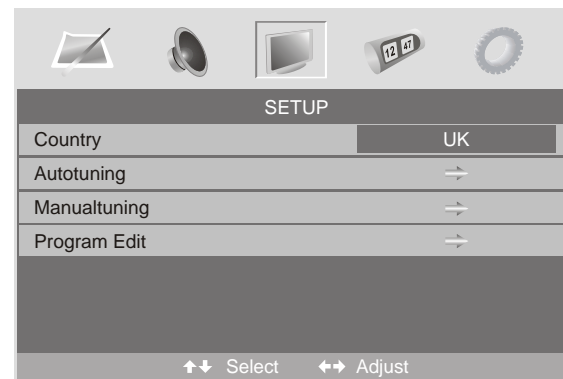 12 47
SETUP
Country UK
Autotuning
Manualtuning
Program Edit
Select Adjust